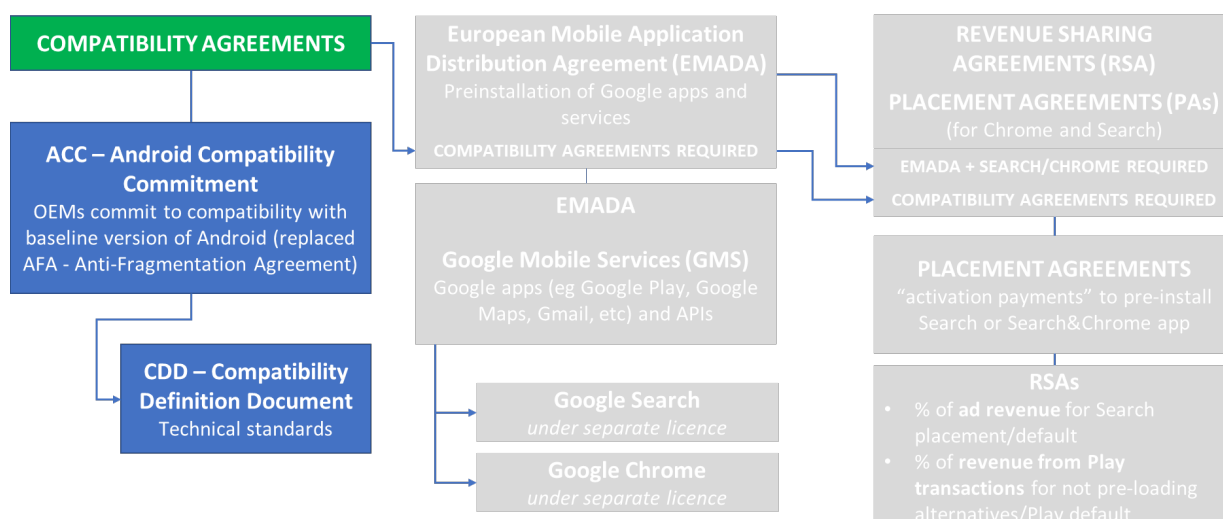 COMPATIBILITY AGREEMENTS
ACC – Android Compatibility
Commitment
OEMs commit to compatibility with
baseline version of Android (replaced
AFA - Anti-Fragmentation Agreement)
CDD – Compatibility
Definition Document
Technical standards
European Mobile Application
Distribution Agreement (EMADA)
Preinstallation of Google apps and
services
COMPATIBILITY AGREEMENTS REQUIRED
EMADA
Google Mobile Services (GMS)
Google apps (eg Google Play, Google
Maps, Gmail, etc) and APIs
Google Search
under separate licence
Google Chrome
under separate licence
REVENUE SHARING
AGREEMENTS (RSA)
PLACEMENT AGREEMENTS (PAs)
(for Chrome and Search)
EMADA + SEARCH/CHROME REQUIRED
COMPATIBILITY AGREEMENTS REQUIRED
PLACEMENT AGREEMENTS
“activation payments” to pre-install
Search or Search&Chrome app
RSAs
• % of ad revenue for Search
placement/default
• % of revenue from Play
transactions for not pre-loading
alternatives/Play default